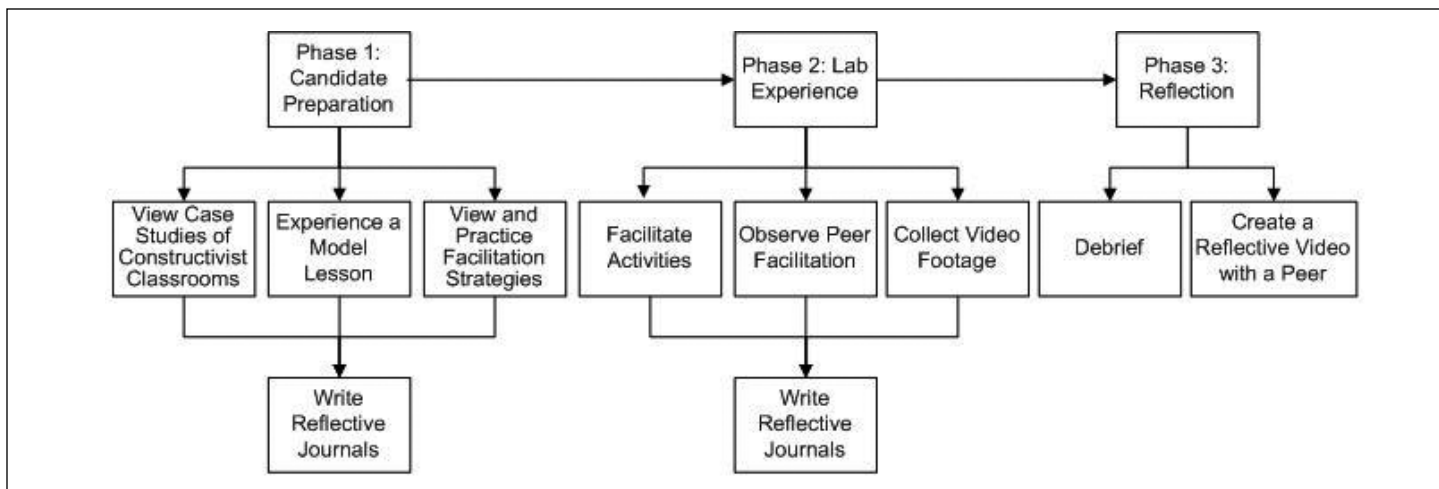 Phase 1:
Candidate
Preparation
Phase 2: Lab
Experience
Phase 3:
Reflection
View Case
Studies of
Constructivist
Classrooms
Experience a
Model
Lesson
View and
Practice
Facilitation
Strategies
Facilitate
Activities
Observe Peer
Facilitation
Collect Video
Footage
Debrief
Create a
Reflective Video
with a Peer
Write
Reflective
Journals
Write
Reflective
Journals